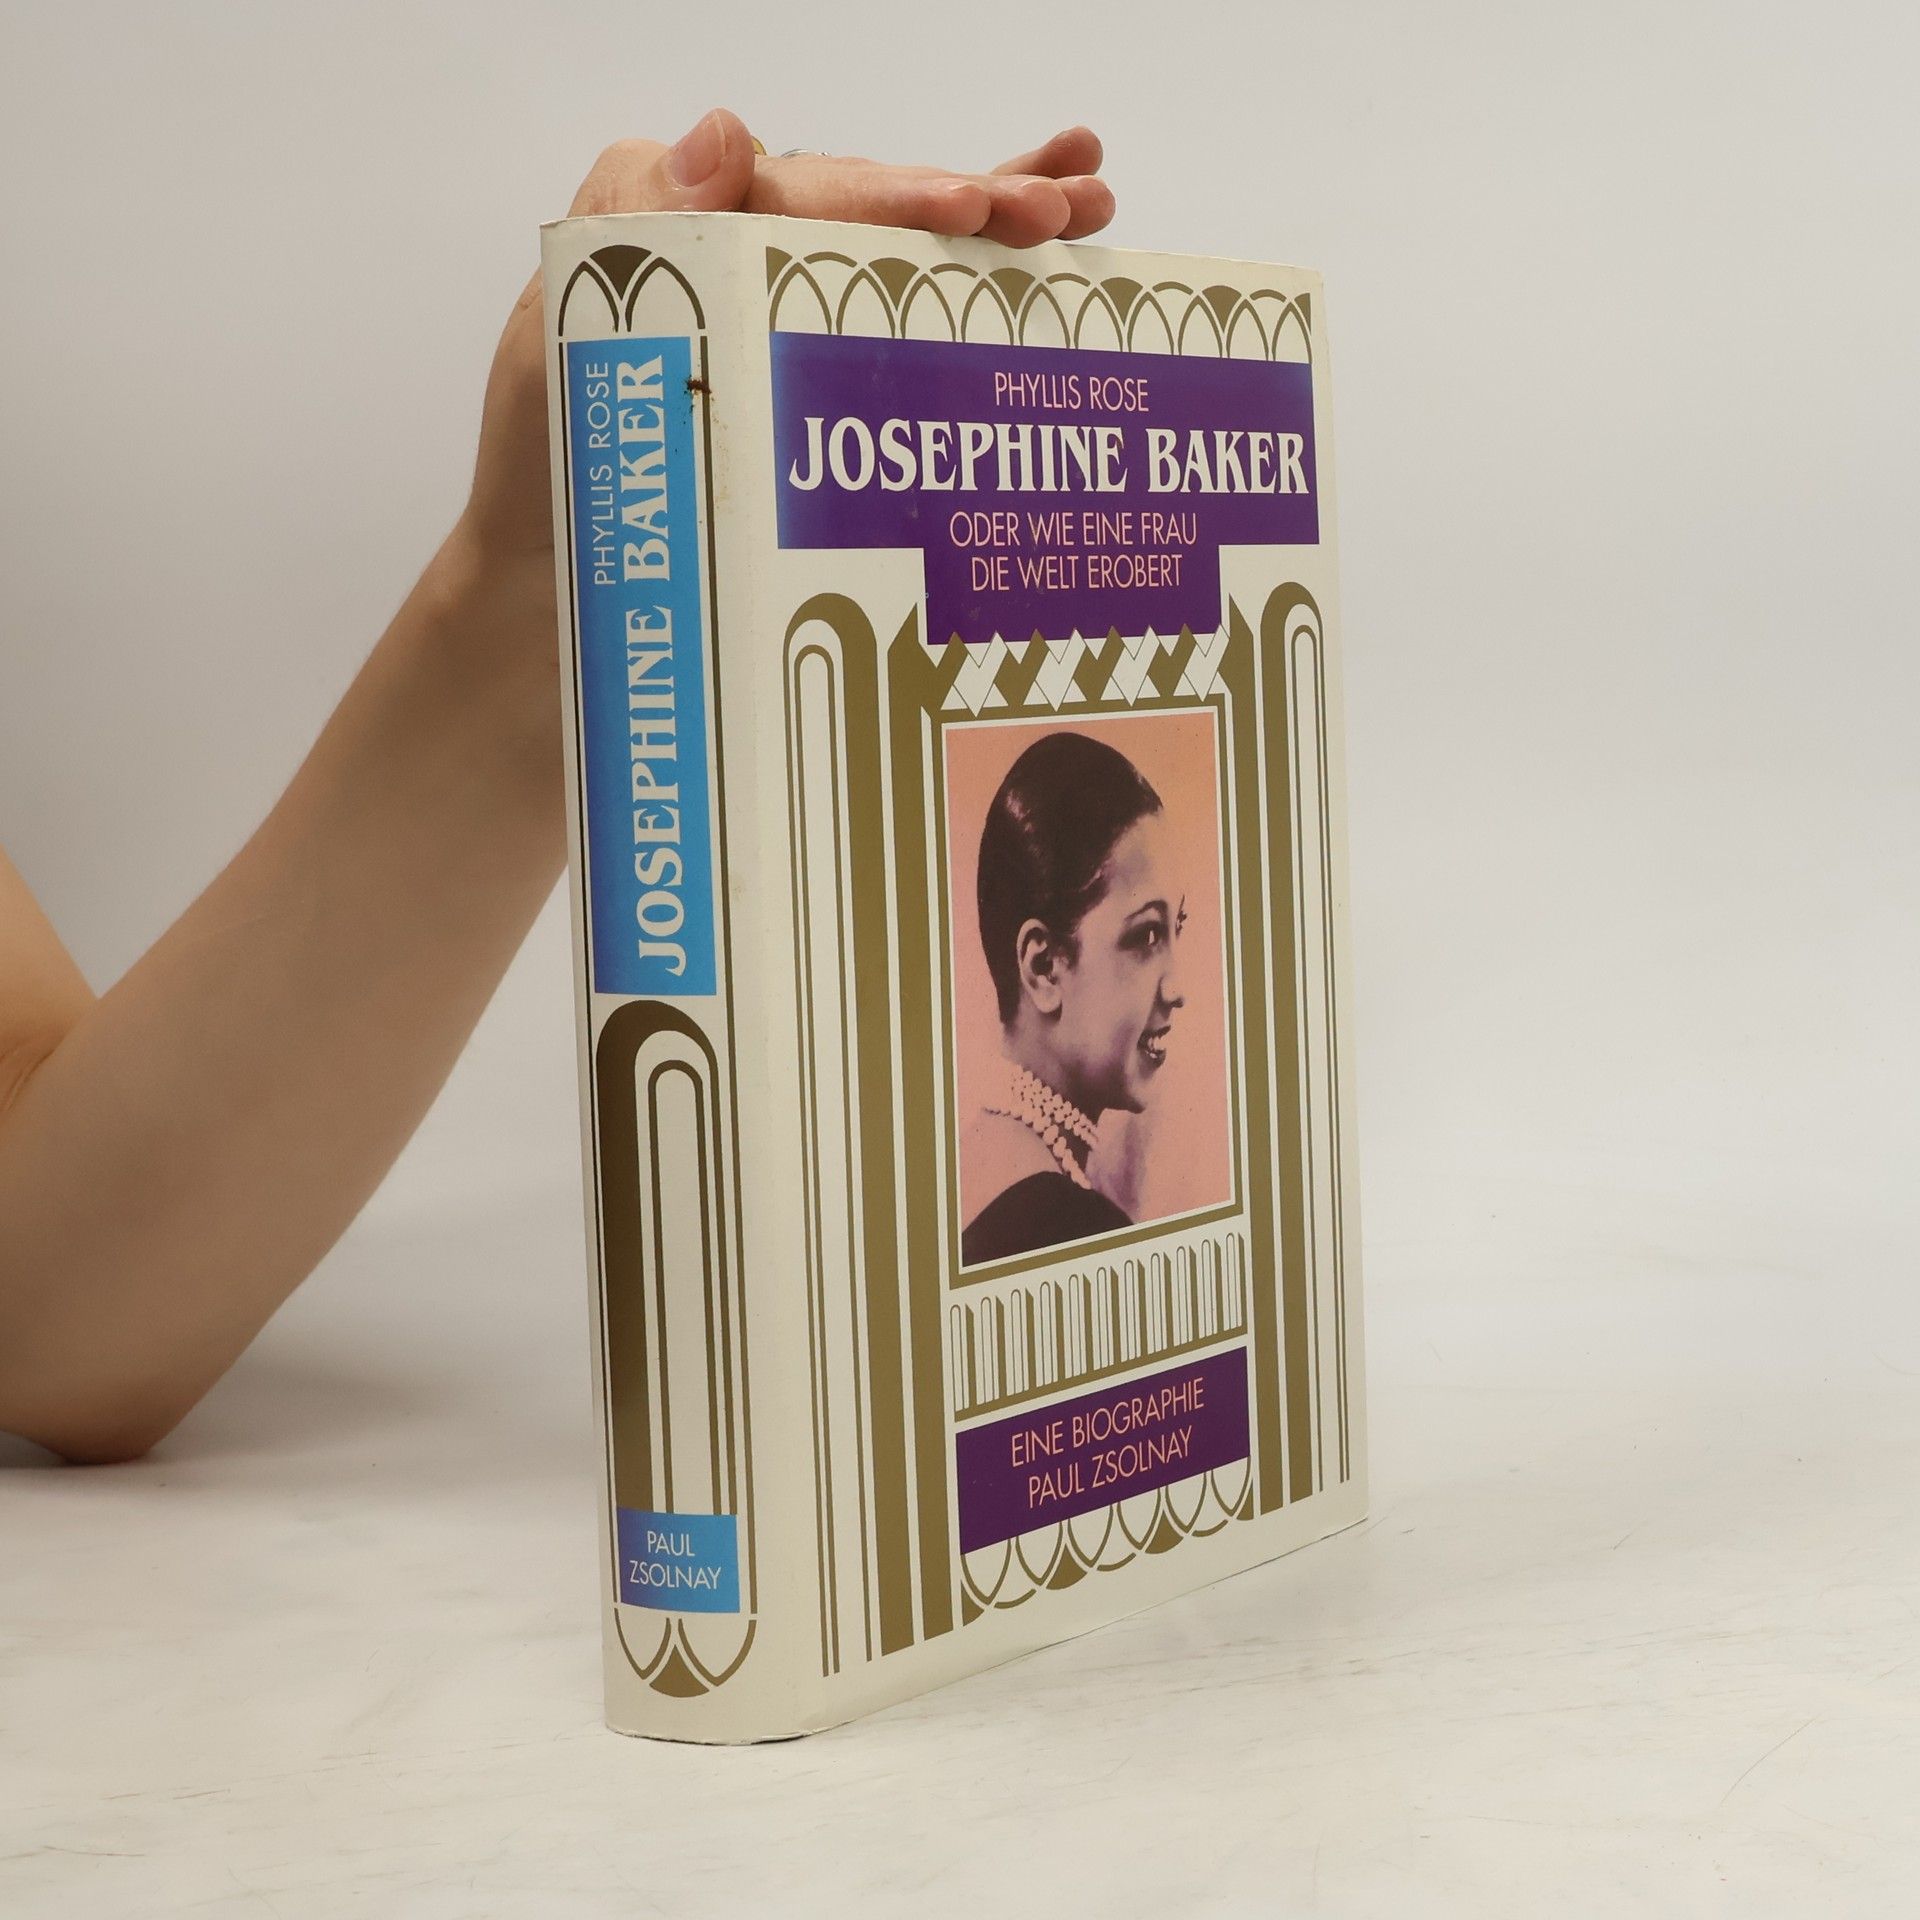 PHYLLIS ROSE
JOSEPHINE BAKER
PAUL
ZSOLNAY
PHYLLIS ROSE
JOSEPHINE BAKER
ODER WIE EINE FRAU
DIE WELT EROBERT
EINE BIOGRAPHIE
PAUL ZSOLNAY